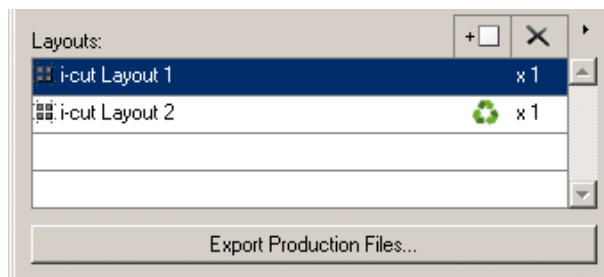 Layouts:
i-cut Layout 1 x 1
i-cut Layout 2 x 1
Export Production Files...